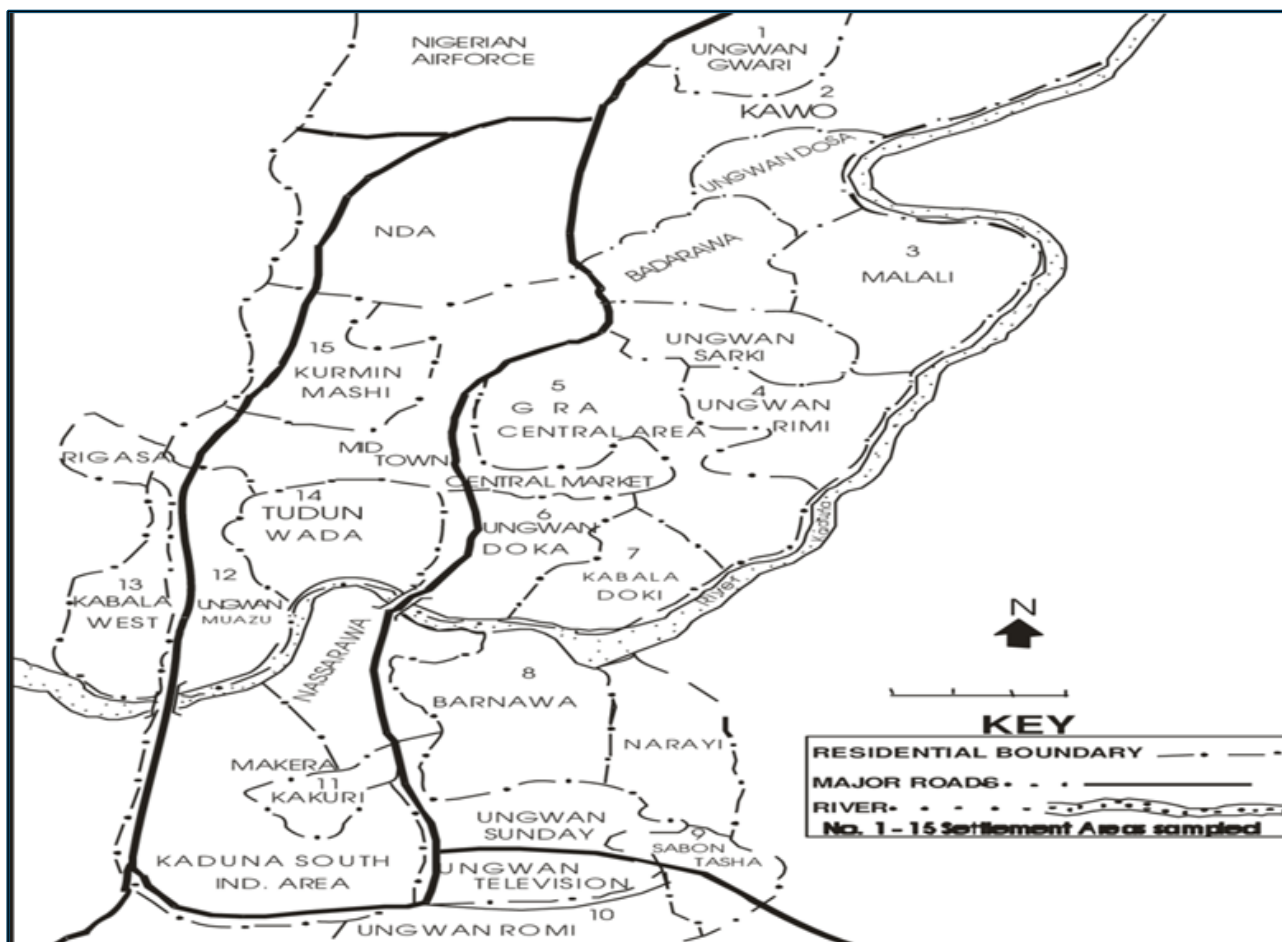 NIGERIAN
AIRFORCE
1
UNGWAN
GWARI
2
KAWO
UNGWAN DOSA
NDA
BADARAWA
3
MALALI
UNGWAN
SARKI
15
KURMIN
MASHI
5
G R A
CENTRAL AREA
4
UNGWAN
RIMI
MID
TOWN
RIGASA
CENTRAL MARKET
14
TUDUN
WADA
6
UNGWAN
DOKA
7
KABALA
DOKI
River Kaduna
13
KABALA
WEST
12
UNGWAN
MUAZU
NASSARAWA
8
BARNAWA
NARAYI
N
MAKERA
11
KAKURI
UNGWAN
SUNDAY
9
SABON
TASHA
KADUNA SOUTH
IND. AREA
UNGWAN
TELEVISION
10
UNGWAN ROMI
KEY
RESIDENTIAL BOUNDARY
MAJOR ROADS
RIVER
No. 1 - 15 Settlement Areas sampled